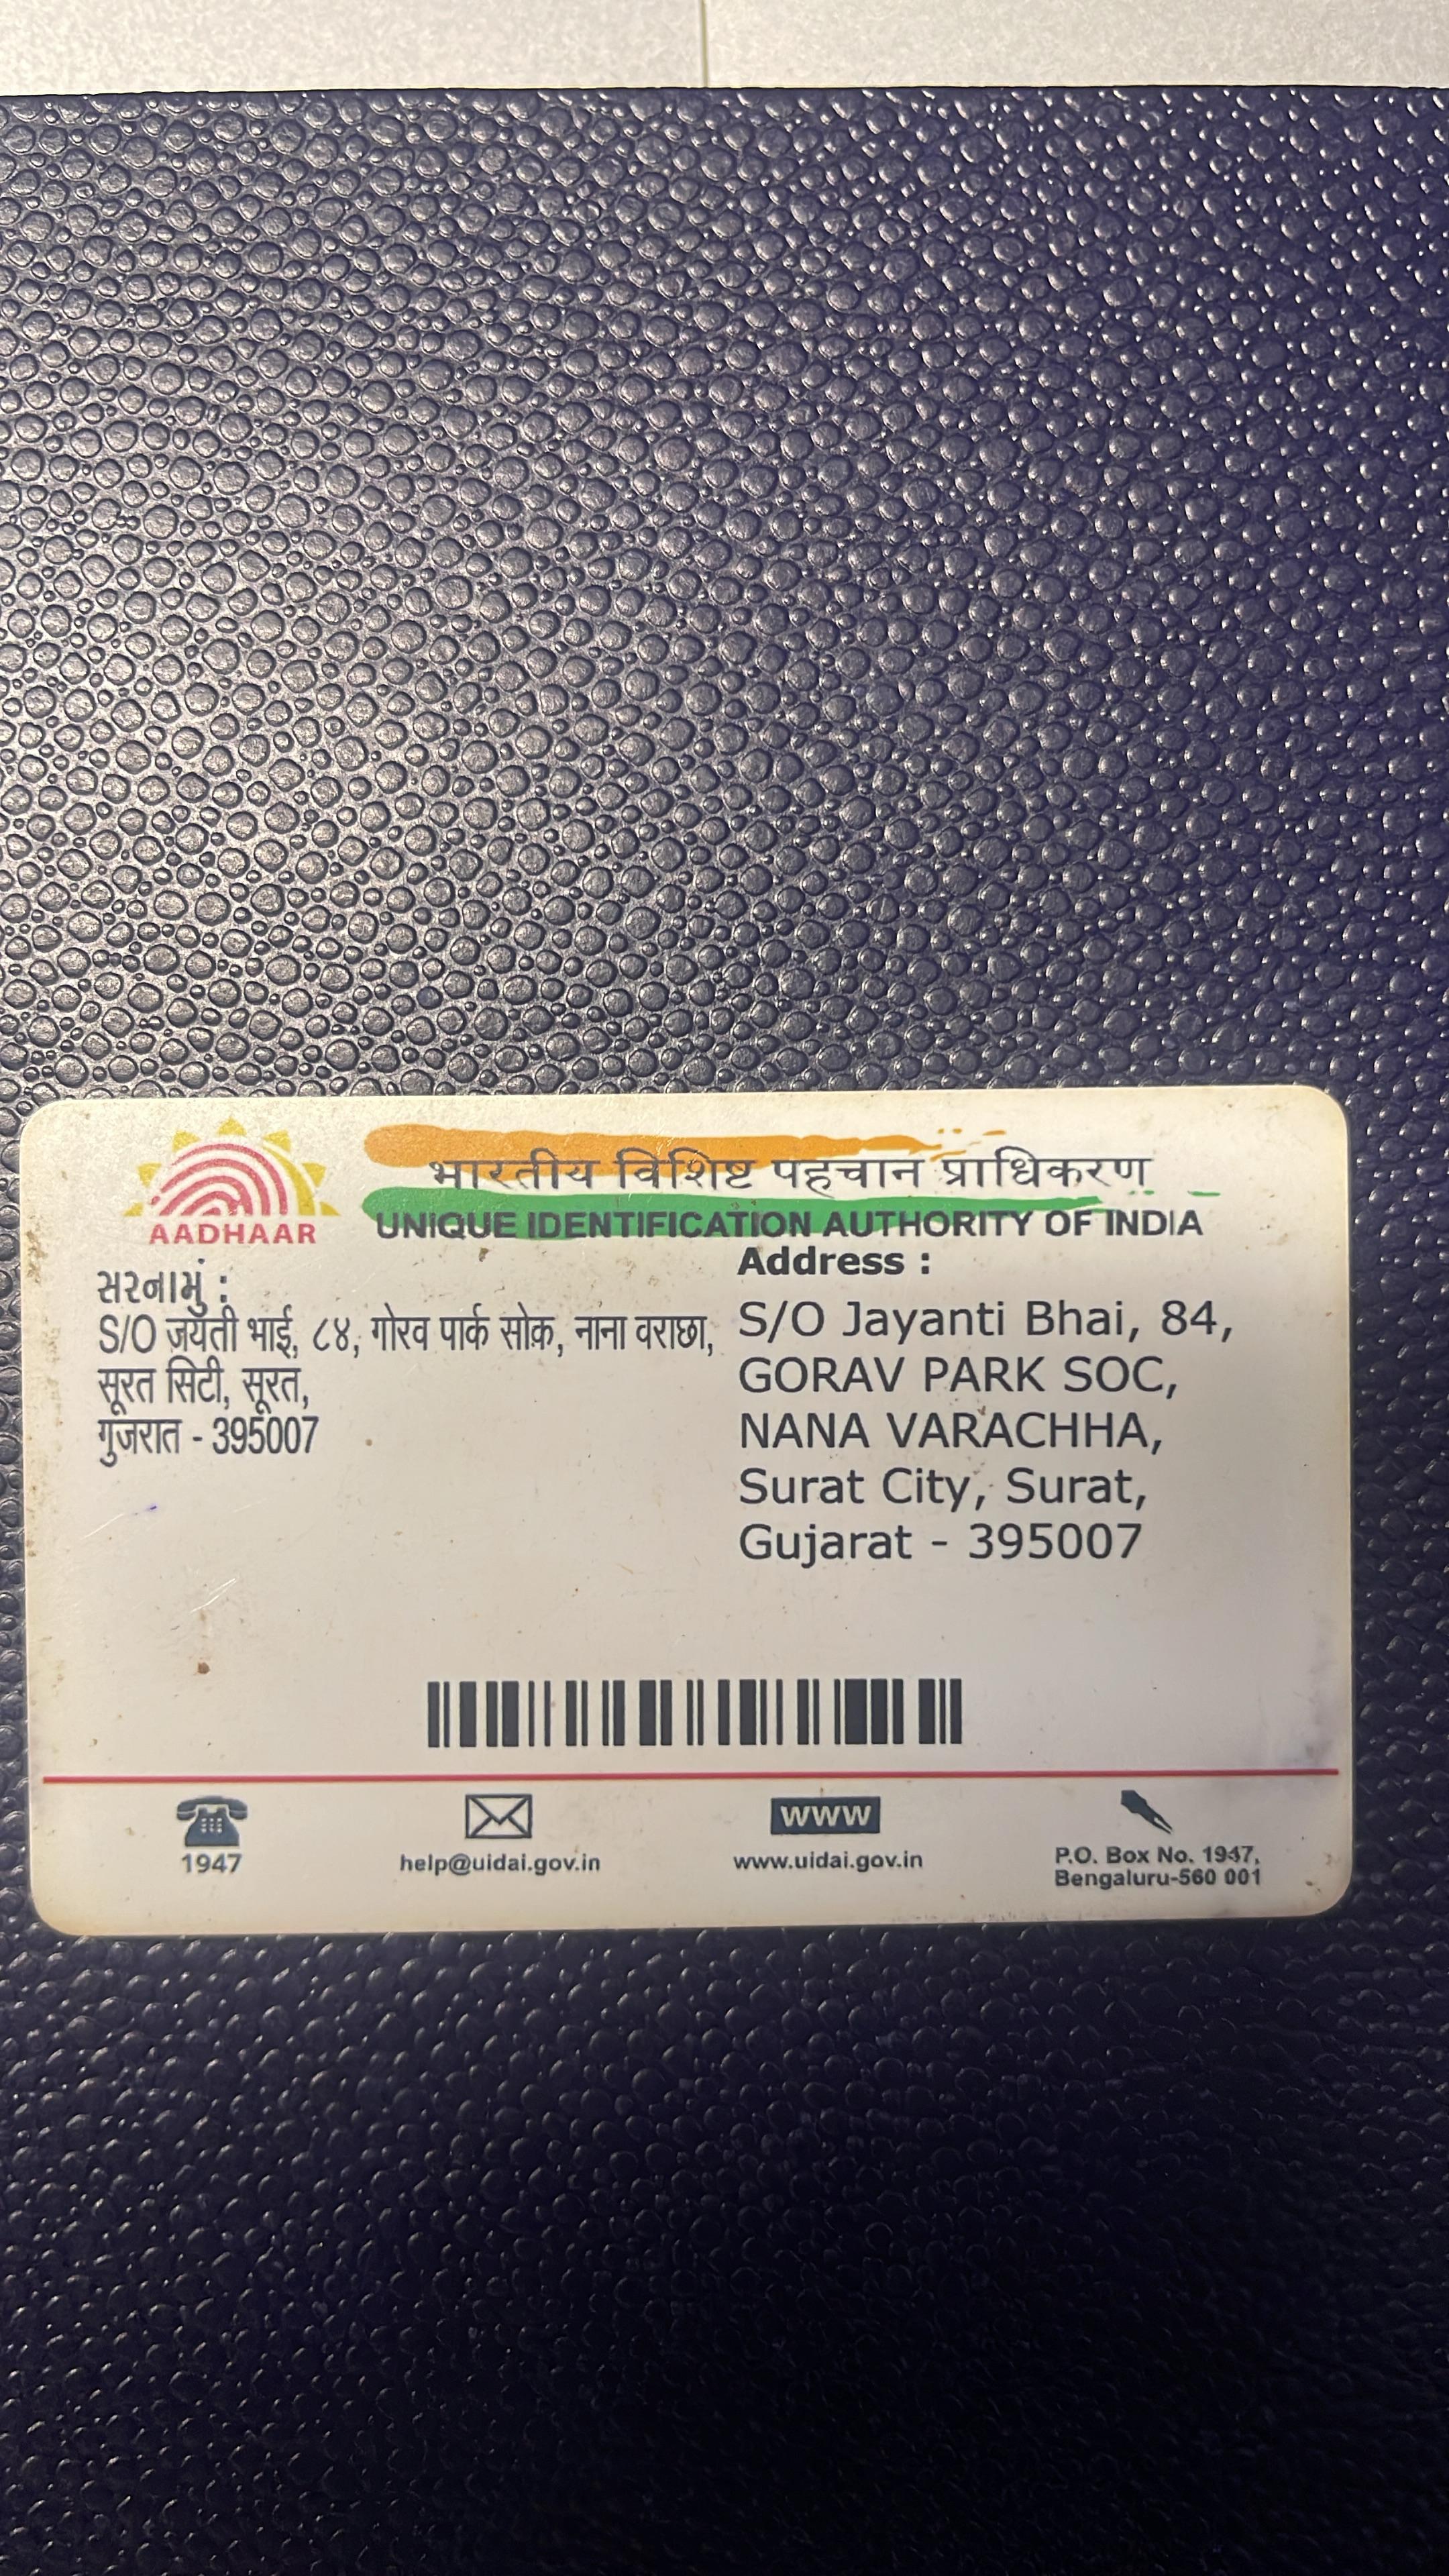 भारतीय विशिष्ट पहचान प्राधिकरण
AADHAAR
UNIQUE IDENTIFICATION AUTHORITY OF INDIA
સરનામું :
S/O जयंती भाई, ८४, गोरव पार्क सोक, नाना वराछा,
सूरत सिटी, सूरत,
गुजरात - 395007
Address :
S/O Jayanti Bhai, 84,
GORAV PARK SOC,
NANA VARACHHA,
Surat City, Surat,
Gujarat - 395007
1947
help@uidai.gov.in
www
www.uidai.gov.in
P.O. Box No. 1947,
Bengaluru-560 001